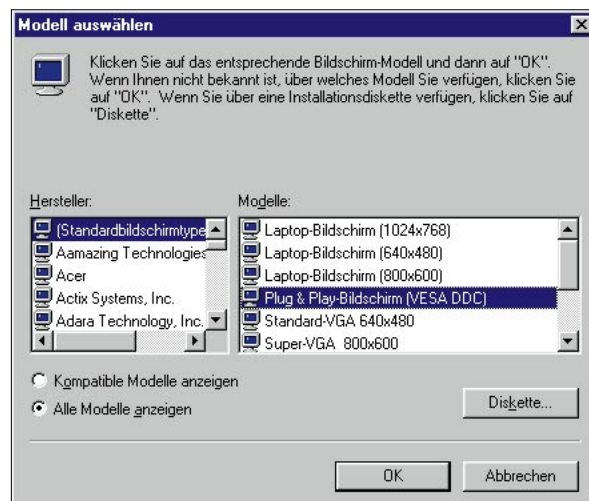 Modell auswählen
Klicken Sie auf das entsprechende Bildschirm-Modell und dann auf "OK".
Wenn Ihnen nicht bekannt ist, über welches Modell Sie verfügen, klicken Sie
auf "OK". Wenn Sie über eine Installationsdiskette verfügen, klicken Sie auf
"Diskette".
Hersteller:
(Standardbildschirmtype
Aamazing Technologies
Acer
Actix Systems, Inc.
Adara Technology, Inc.
Modelle:
Laptop-Bildschirm (1024x768)
Laptop-Bildschirm (640x480)
Laptop-Bildschirm (800x600)
Plug & Play-Bildschirm (VESA DDC)
Standard-VGA 640x480
Super-VGA 800x600
Kompatible Modelle anzeigen
Alle Modelle anzeigen
Diskette...
OK
Abbrechen